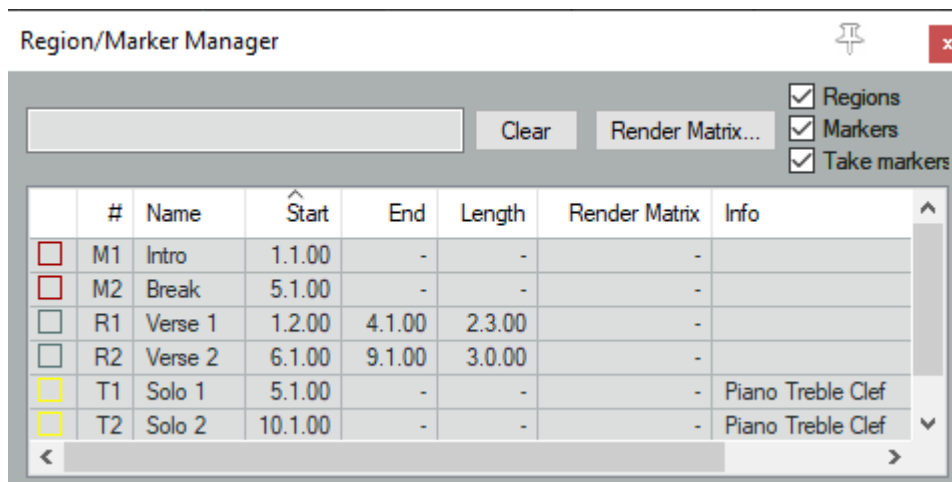 Region/Marker Manager
x
Regions
Clear Render Matrix... Markers
Take markers
# Name Start End Length Render Matrix Info
M1 Intro 1.1.00 - - -
M2 Break 5.1.00 - - -
R1 Verse 1 1.2.00 4.1.00 2.3.00 -
R2 Verse 2 6.1.00 9.1.00 3.0.00 -
T1 Solo 1 5.1.00 - - - Piano Treble Clef
T2 Solo 2 10.1.00 - - - Piano Treble Clef